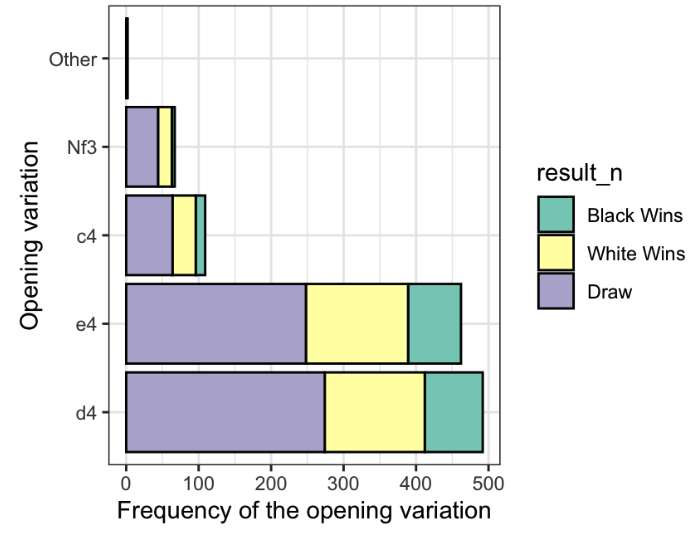 Other
Nf3
c4
e4
d4
Opening variation
0 100 200 300 400 500
Frequency of the opening variation
result_n
Black Wins
White Wins
Draw